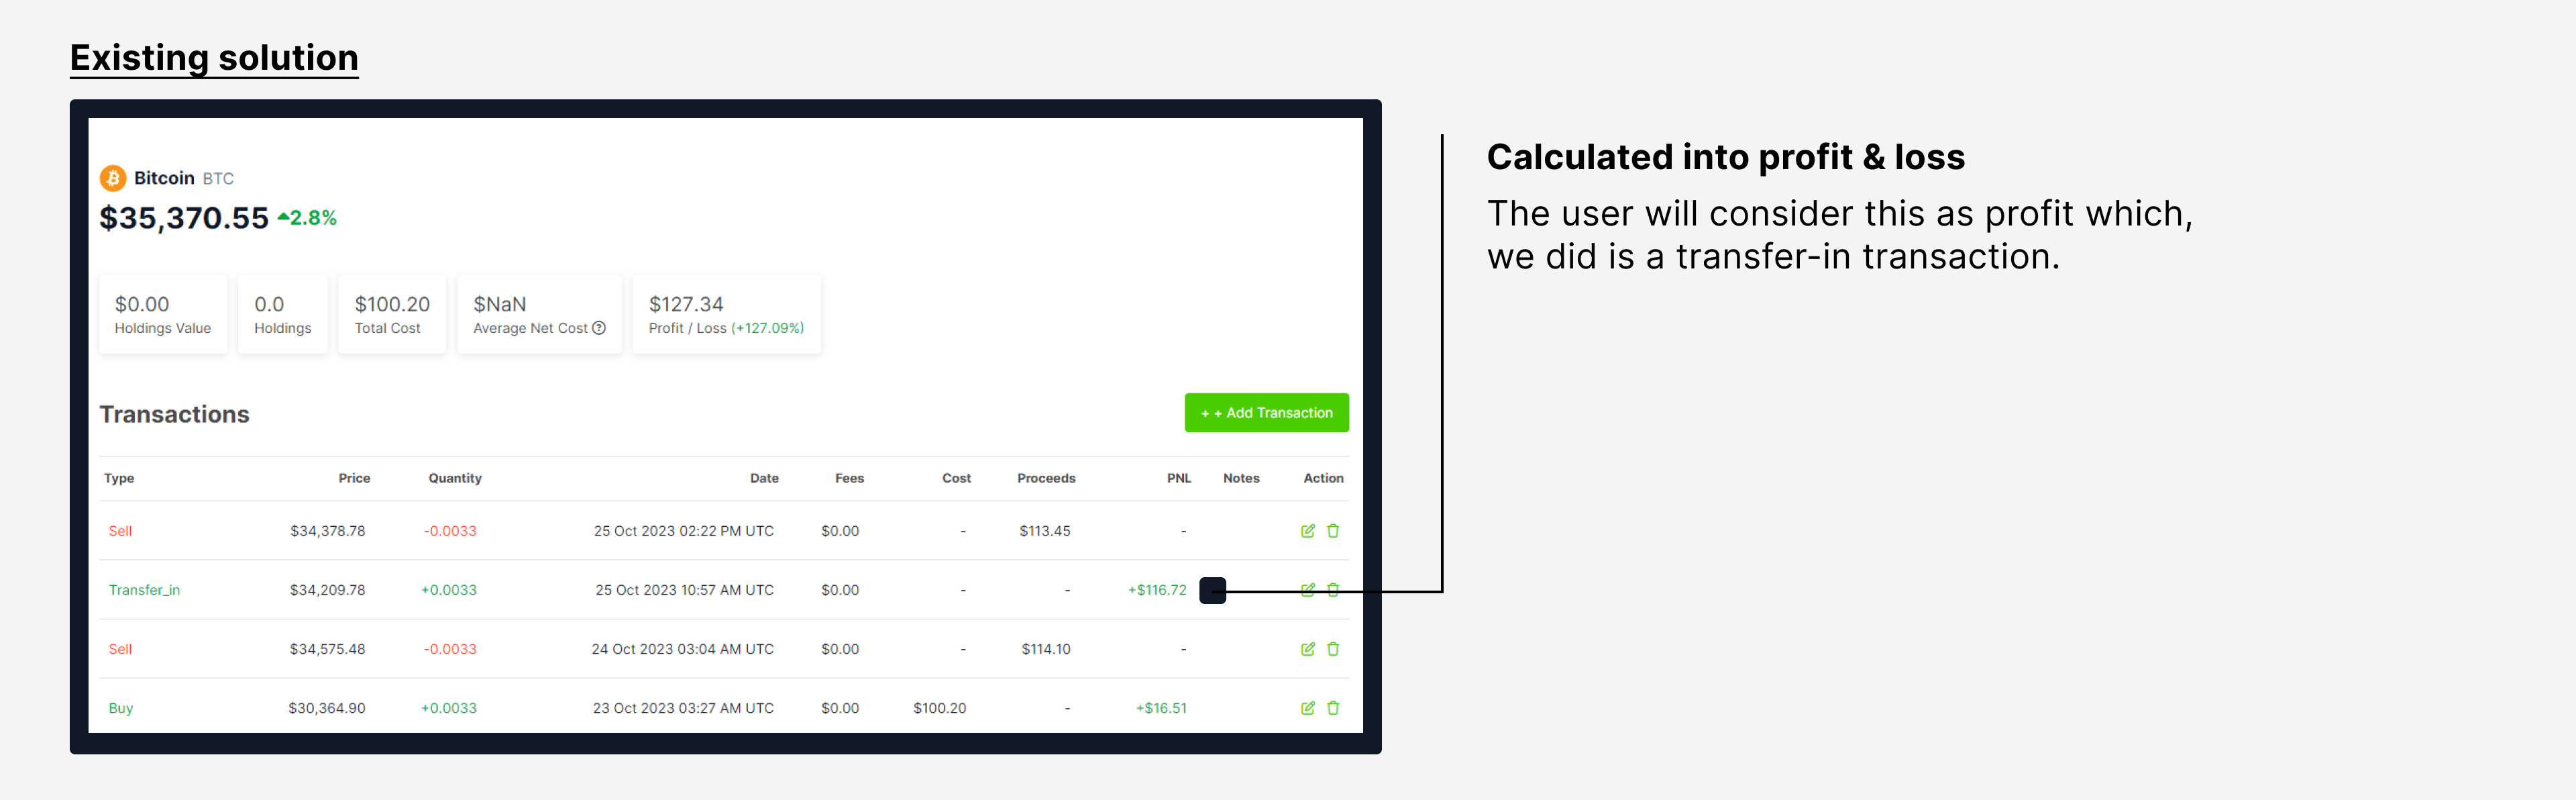 Existing solution
Bitcoin BTC
$35,370.55 2.8%
$0.00
Holdings Value
0.0
Holdings
$100.20
Total Cost
$NaN
Average Net Cost ?
$127.34
Profit / Loss (+127.09%)
Calculated into profit & loss
The user will consider this as profit which,
we did is a transfer-in transaction.
Transactions
+ + Add Transaction
Type Price Quantity Date Fees Cost Proceeds PNL Notes Action
Sell $34,378.78 -0.0033 25 Oct 2023 02:22 PM UTC $0.00 - $113.45 -
Transfer_in $34,209.78 +0.0033 25 Oct 2023 10:57 AM UTC $0.00 - - +$116.72
Sell $34,575.48 -0.0033 24 Oct 2023 03:04 AM UTC $0.00 - $114.10 -
Buy $30,364.90 +0.0033 23 Oct 2023 03:27 AM UTC $0.00 $100.20 - +$16.51